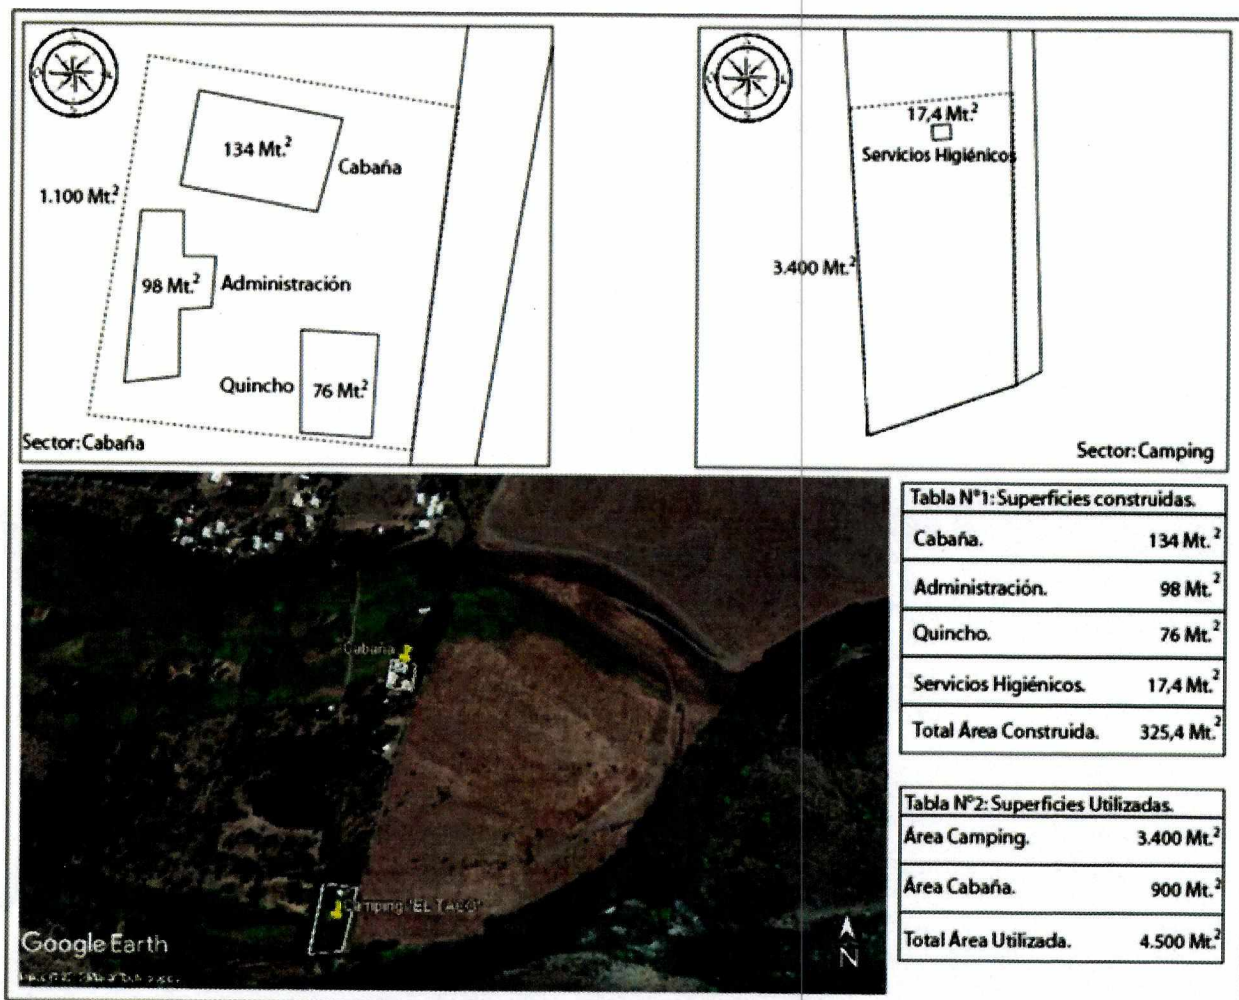 134 Mt.²
Cabaña
1.100 Mt.²
98 Mt.²
Administración
Quincho
76 Mt.²
Sector: Cabaña
17,4 Mt.²
Servicios Higiénicos
3.400 Mt.²
Sector: Camping
Cabaña
Camping "EL TACO"
Google Earth
N
Tabla N°1: Superficies construidas.
Cabaña. 134 Mt.²
Administración. 98 Mt.²
Quincho. 76 Mt.²
Servicios Higiénicos. 17,4 Mt.²
Total Área Construida. 325,4 Mt.²
Tabla N°2: Superficies Utilizadas.
Área Camping. 3.400 Mt.²
Área Cabaña. 900 Mt.²
Total Área Utilizada. 4.500 Mt.²